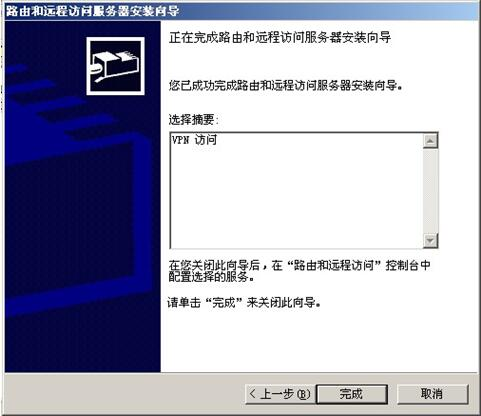 路由和远程访问服务器安装向导
正在完成路由和远程访问服务器安装向导
您已成功完成路由和远程访问服务器安装向导。
选择摘要:
VPN 访问
在您关闭此向导后，在“路由和远程访问”控制台中
配置选择的服务。
请单击“完成”来关闭此向导。
< 上一步(B) 完成 取消